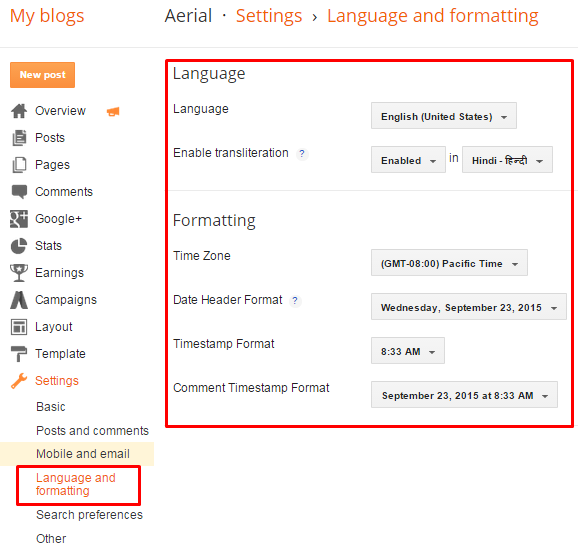 My blogs
Aerial · Settings › Language and formatting
New post
Overview
Posts
Pages
Comments
Google+
Stats
Earnings
Campaigns
Layout
Template
Settings
Basic
Posts and comments
Mobile and email
Language and
formatting
Search preferences
Other
Language
Language English (United States)
Enable transliteration ? Enabled in Hindi - हिन्दी
Formatting
Time Zone (GMT-08:00) Pacific Time
Date Header Format ? Wednesday, September 23, 2015
Timestamp Format 8:33 AM
Comment Timestamp Format September 23, 2015 at 8:33 AM